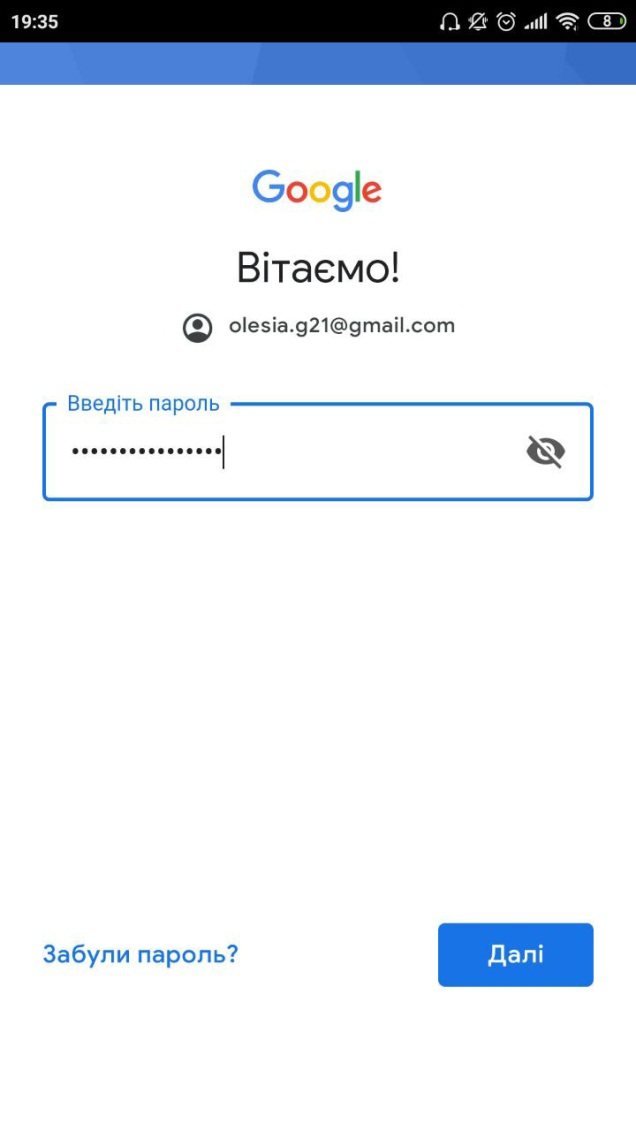 19:35
8
Google
Вітаємо!
olesia.g21@gmail.com
Введіть пароль
••••••••••••••••
Забули пароль?
Далі